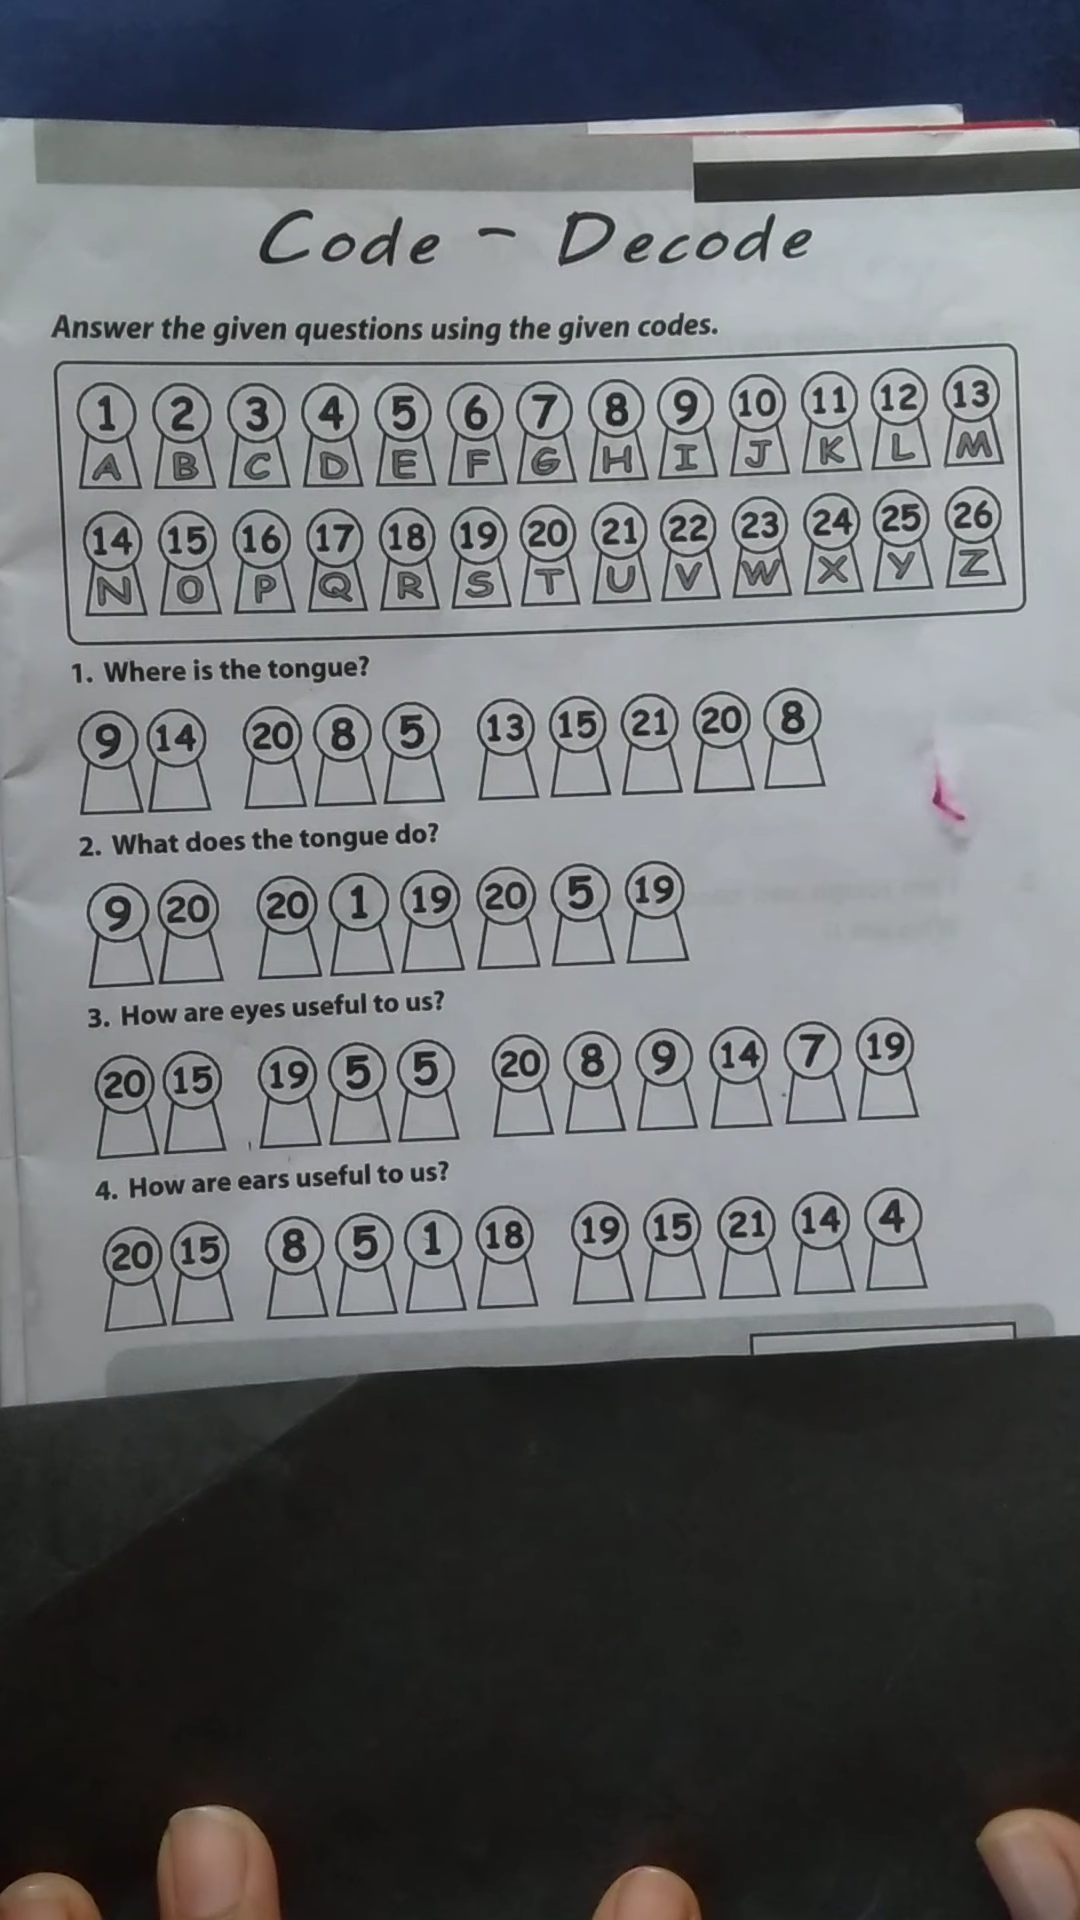 Code - Decode
Answer the given questions using the given codes.
1 2 3 4 5 6 7 8 9 10 11 12 13
A B C D E F G H I J K L M
14 15 16 17 18 19 20 21 22 23 24 25 26
N O P Q R S T U V W X Y Z
1. Where is the tongue?
9 14 20 8 5 13 15 21 20 8
2. What does the tongue do?
9 20 20 1 19 20 5 19
3. How are eyes useful to us?
20 15 19 5 5 20 8 9 14 7 19
4. How are ears useful to us?
20 15 8 5 1 18 19 15 21 14 4